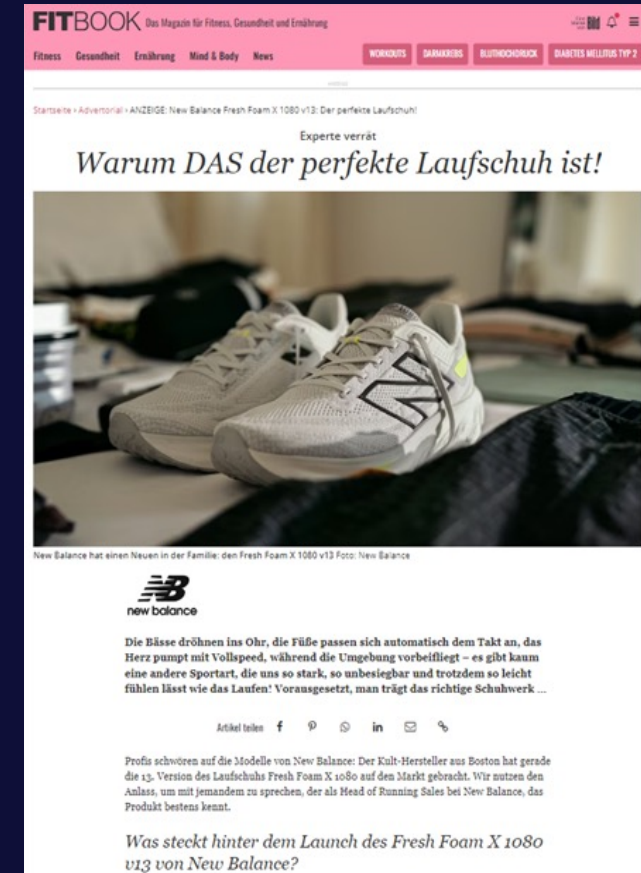 FITBOOK Das Magazin für Fitness, Gesundheit und Ernährung
Bild
Fitness Gesundheit Ernährung Mind & Body News
WORKOUTS DARMKREBS BLUTHOCHDRUCK DIABETES MELLITUS TYP 2
Startseite › Advertorial › ANZEIGE: New Balance Fresh Foam X 1080 v13: Der perfekte Laufschuh!
Experte verrät
Warum DAS der perfekte Laufschuh ist!
New Balance hat einen Neuen in der Familie: den Fresh Foam X 1080 v13 Foto: New Balance
NB
new balance
Die Bässe dröhnen ins Ohr, die Füße passen sich automatisch dem Takt an, das
Herz pumpt mit Vollspeed, während die Umgebung vorbeifliegt – es gibt kaum
eine andere Sportart, die uns so stark, so unbesiegbar und trotzdem so leicht
fühlen lässt wie das Laufen! Vorausgesetzt, man trägt das richtige Schuhwerk ...
Artikel teilen
Profis schwören auf die Modelle von New Balance: Der Kult-Hersteller aus Boston hat gerade
die 13. Version des Laufschuhs Fresh Foam X 1080 auf den Markt gebracht. Wir nutzen den
Anlass, um mit jemandem zu sprechen, der als Head of Running Sales bei New Balance, das
Produkt bestens kennt.
Was steckt hinter dem Launch des Fresh Foam X 1080
v13 von New Balance?